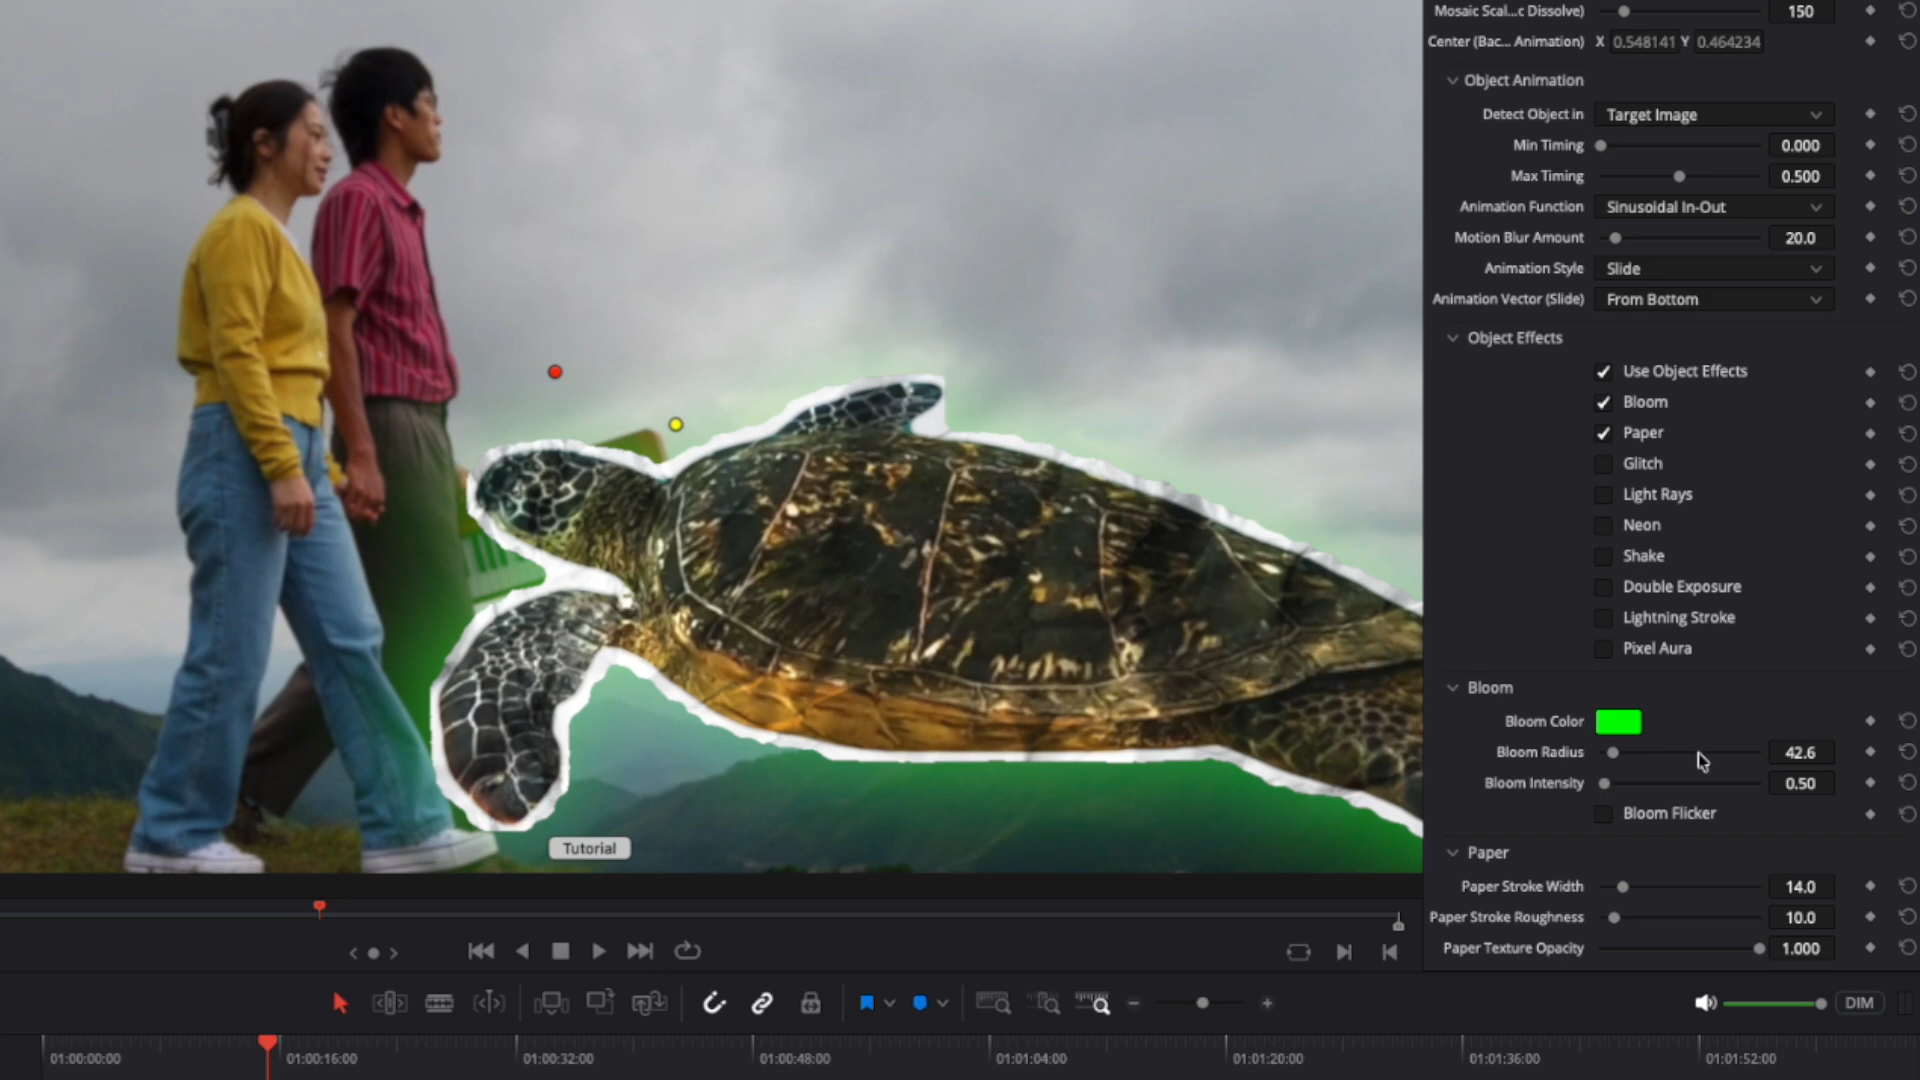 Mosaic Scal...c Dissolve) 150
Center (Bac... Animation) X 0.548141 Y 0.464234
Object Animation
Detect Object in Target Image
Min Timing 0.000
Max Timing 0.500
Animation Function Sinusoidal In-Out
Motion Blur Amount 20.0
Animation Style Slide
Animation Vector (Slide) From Bottom
Object Effects
Use Object Effects
Bloom
Paper
Glitch
Light Rays
Neon
Shake
Double Exposure
Lightning Stroke
Pixel Aura
Bloom
Bloom Color
Bloom Radius 42.6
Bloom Intensity 0.50
Bloom Flicker
Paper
Paper Stroke Width 14.0
Paper Stroke Roughness 10.0
Paper Texture Opacity 1.000
Tutorial
DIM
01:00:00:00 01:00:16:00 01:00:32:00 01:00:48:00 01:01:04:00 01:01:20:00 01:01:36:00 01:01:52:00